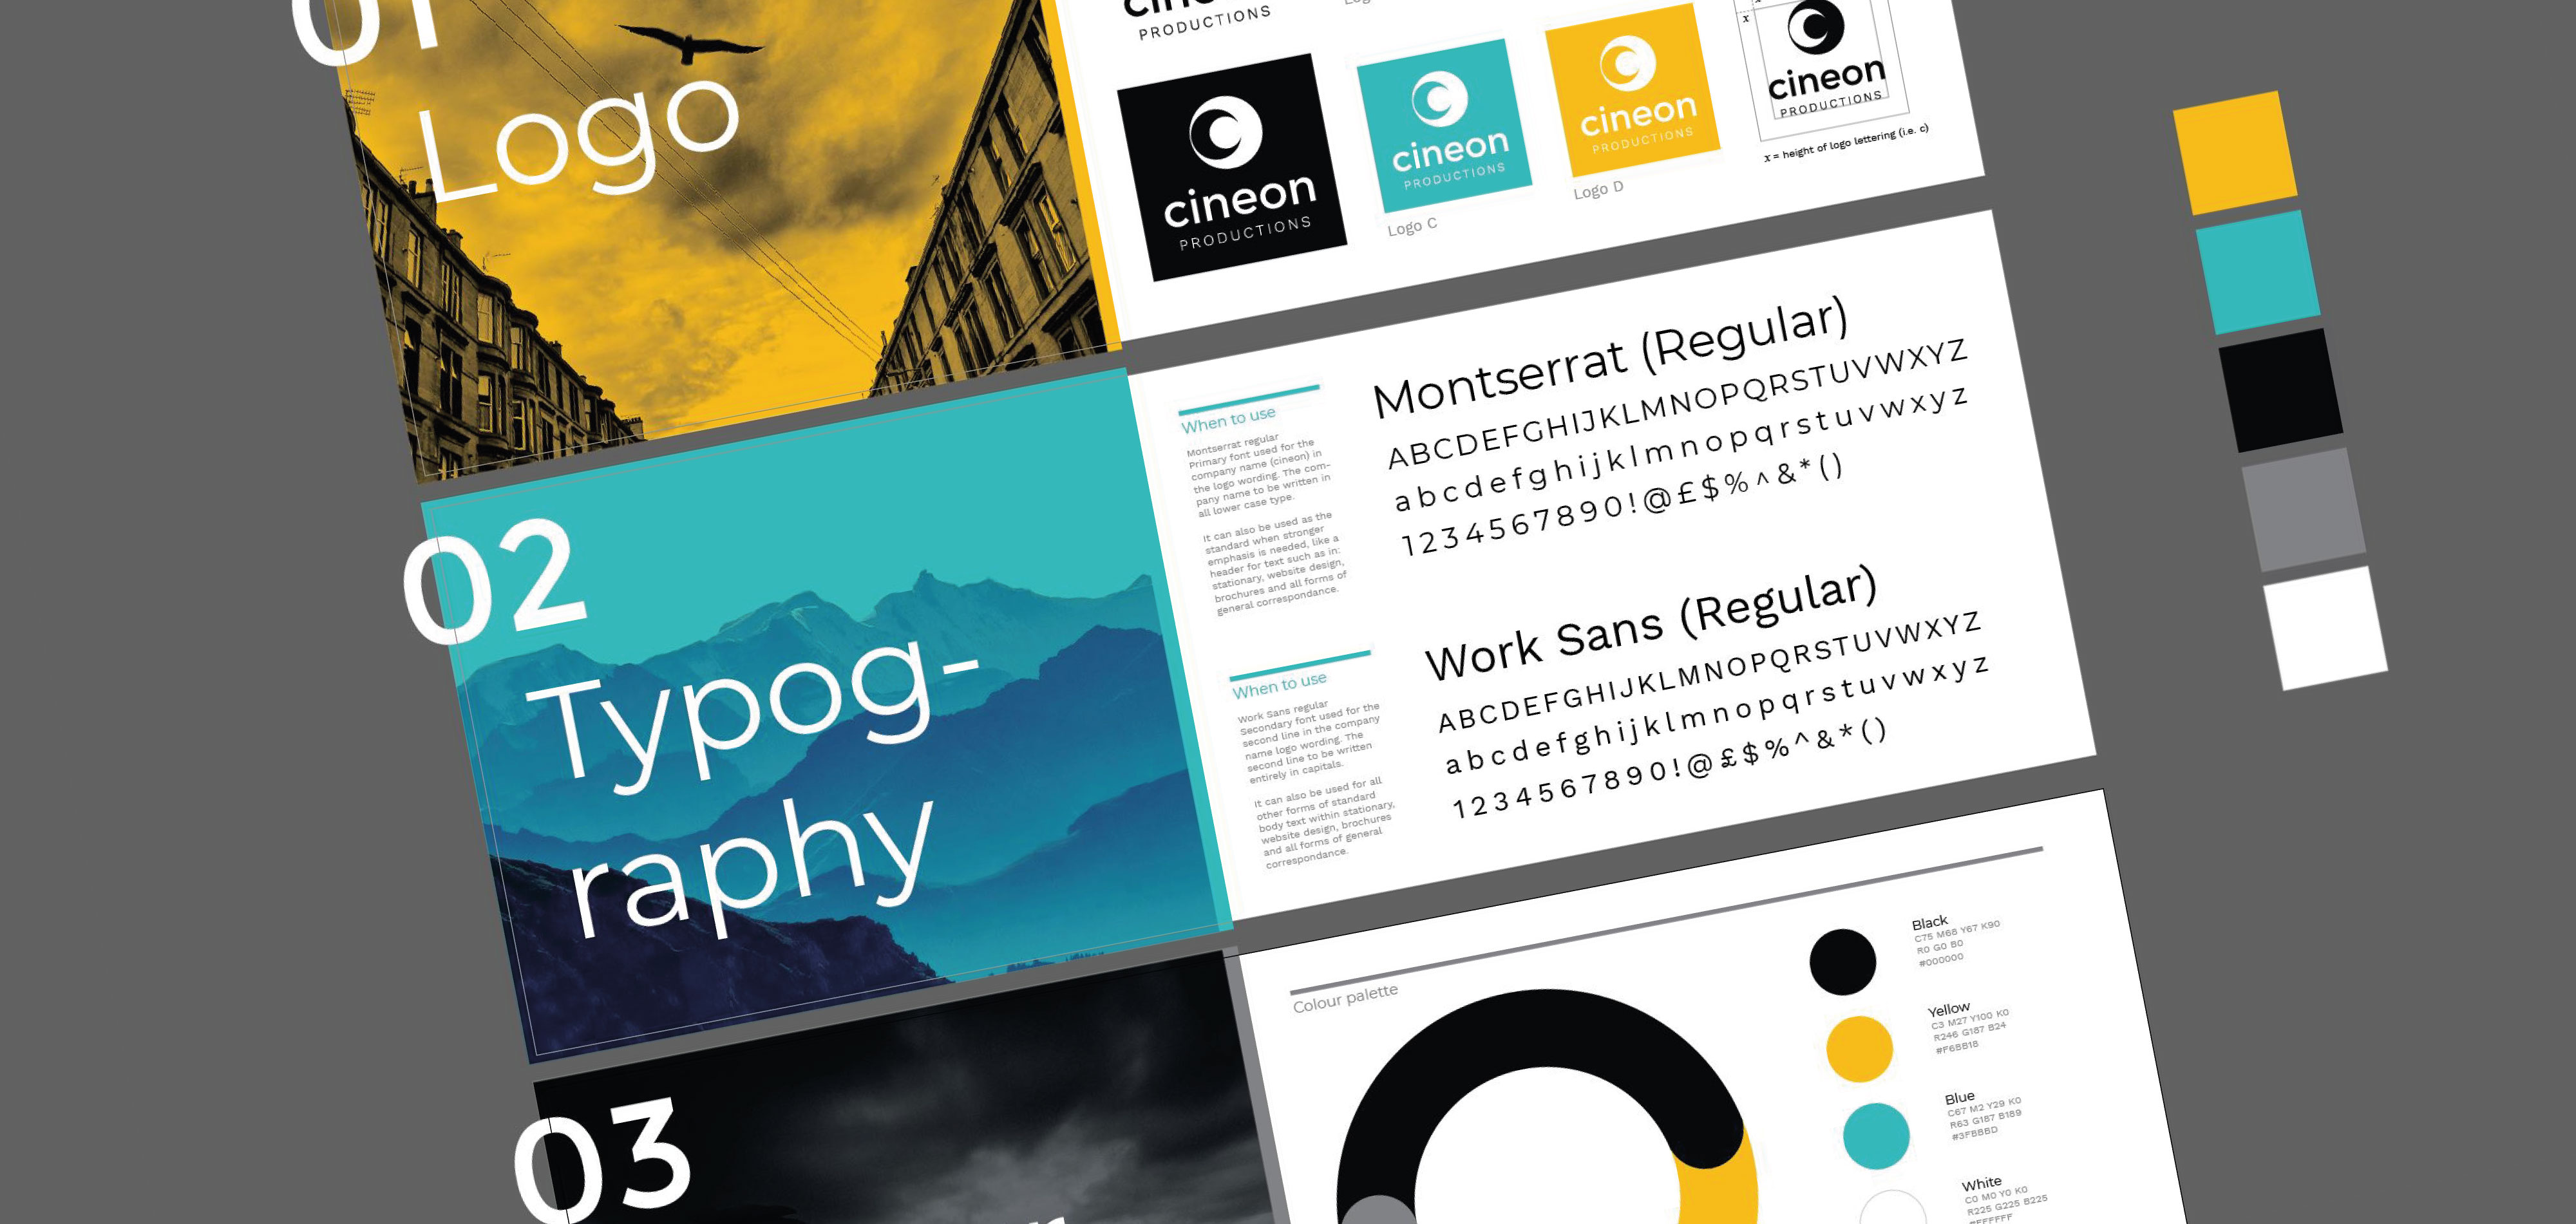 01
Logo
PRODUCTIONS
cineon
PRODUCTIONS
cineon
PRODUCTIONS
Logo C
cineon
PRODUCTIONS
Logo D
x
cineon
PRODUCTIONS
x = height of logo lettering (i.e. c)
02
Typog-
raphy
When to use
Montserrat regular
Primary font used for the
company name (cineon) in
the logo wording. The com-
pany name to be written in
all lower case type.
It can also be used as the
standard when stronger
emphasis is needed, like a
header for text such as in:
stationary, website design,
brochures and all forms of
general correspondance.
Montserrat (Regular)
ABCDEFGHIJKLMNOPQRSTUVWXYZ
abcdefghijklmnopqrstuvwxyz
1234567890!@£$%^&*()
When to use
Work Sans regular
Secondary font used for the
second line in the company
name logo wording. The
second line to be written
entirely in capitals.
It can also be used for all
other forms of standard
body text within stationary,
website design, brochures
and all forms of general
correspondance.
Work Sans (Regular)
ABCDEFGHIJKLMNOPQRSTUVWXYZ
abcdefghijklmnopqrstuvwxyz
1234567890!@£$%^&*()
03
Colour palette
Black
C75 M68 Y67 K90
R0 G0 B0
#000000
Yellow
C3 M27 Y100 K0
R246 G187 B24
#F6BB18
Blue
C67 M2 Y29 K0
R63 G187 B189
#3FBBBD
White
C0 M0 Y0 K0
R225 G225 B225
#FFFFFF